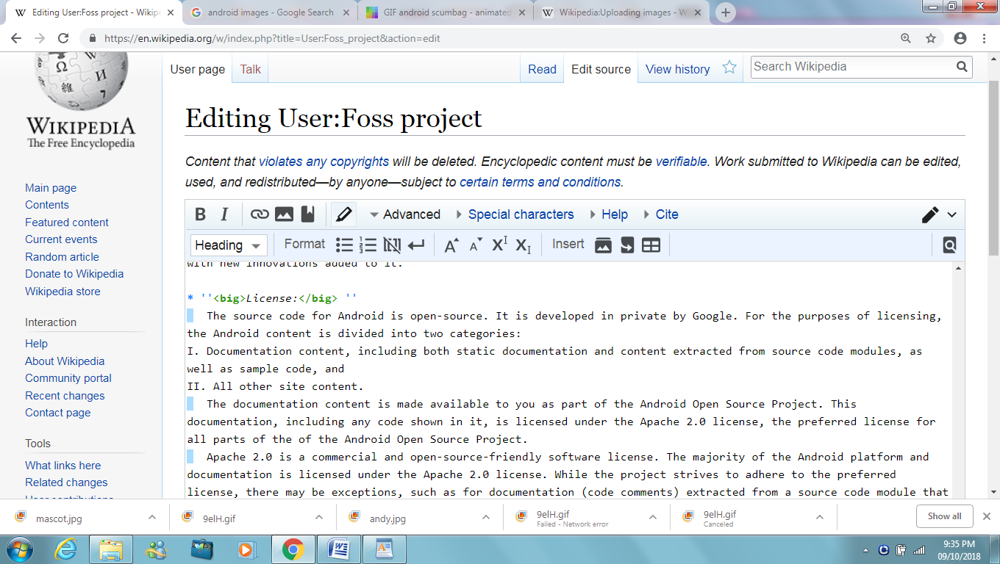 Editing User:Foss project - Wikip
android images - Google Search
GIF android scumbag - animated
Wikipedia:Uploading images - W
https://en.wikipedia.org/w/index.php?title=User:Foss_project&action=edit
WIKIPEDIA
The Free Encyclopedia
User page
Talk
Read
Edit source
View history
Search Wikipedia
Editing User:Foss project
Content that violates any copyrights will be deleted. Encyclopedic content must be verifiable. Work submitted to Wikipedia can be edited,
used, and redistributed—by anyone—subject to certain terms and conditions.
Main page
Contents
Featured content
Current events
Random article
Donate to Wikipedia
Wikipedia store
Interaction
Help
About Wikipedia
Community portal
Recent changes
Contact page
Tools
What links here
Related changes
User contributions
B I Advanced Special characters Help Cite
Heading Format Insert
with new innovations added to it.
* ''<big>License:</big> ''
The source code for Android is open-source. It is developed in private by Google. For the purposes of licensing,
the Android content is divided into two categories:
I. Documentation content, including both static documentation and content extracted from source code modules, as
well as sample code, and
II. All other site content.
The documentation content is made available to you as part of the Android Open Source Project. This
documentation, including any code shown in it, is licensed under the Apache 2.0 license, the preferred license for
all parts of the of the Android Open Source Project.
Apache 2.0 is a commercial and open-source-friendly software license. The majority of the Android platform and
documentation is licensed under the Apache 2.0 license. While the project strives to adhere to the preferred
license, there may be exceptions, such as for documentation (code comments) extracted from a source code module that
mascot.jpg
9elH.gif
andy.jpg
9elH.gif
Failed - Network error
9elH.gif
Canceled
Show all
9:35 PM
09/10/2018